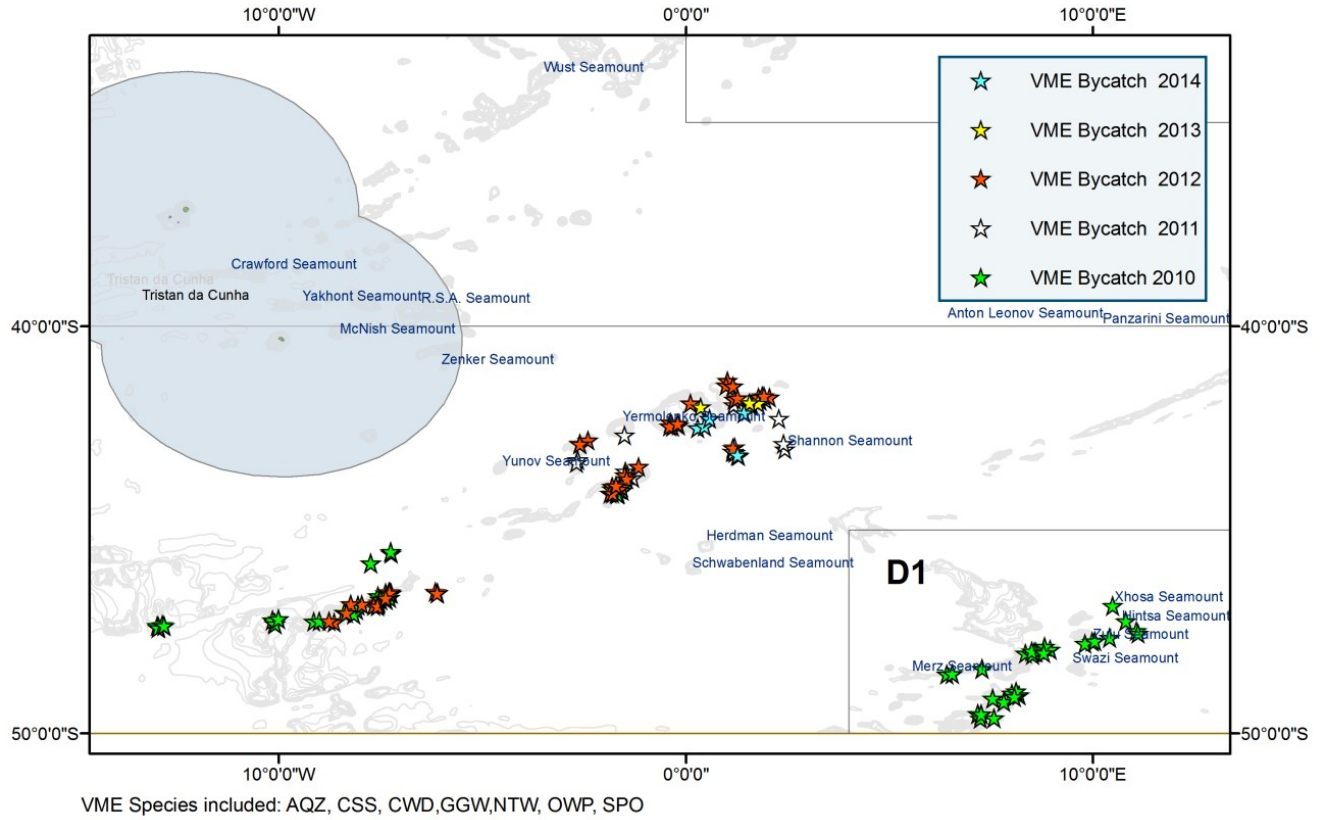 10°0'0"W 0°0'0" 10°0'0"E
Wust Seamount
VME Bycatch 2014
VME Bycatch 2013
VME Bycatch 2012
VME Bycatch 2011
VME Bycatch 2010
Crawford Seamount
Tristan da Cunha
Tristan da Cunha
Yakhont Seamount
R.S.A. Seamount
Anton Leonov Seamount
Panzarini Seamount
40°0'0"S 40°0'0"S
McNish Seamount
Zenker Seamount
Yermolenko Seamount
Shannon Seamount
Yunov Seamount
Herdman Seamount
Schwabenland Seamount
D1
Xhosa Seamount
Hintsa Seamount
Zulu Seamount
Swazi Seamount
Merz Seamount
50°0'0"S 50°0'0"S
10°0'0"W 0°0'0" 10°0'0"E
VME Species included: AQZ, CSS, CWD,GGW,NTW, OWP, SPO